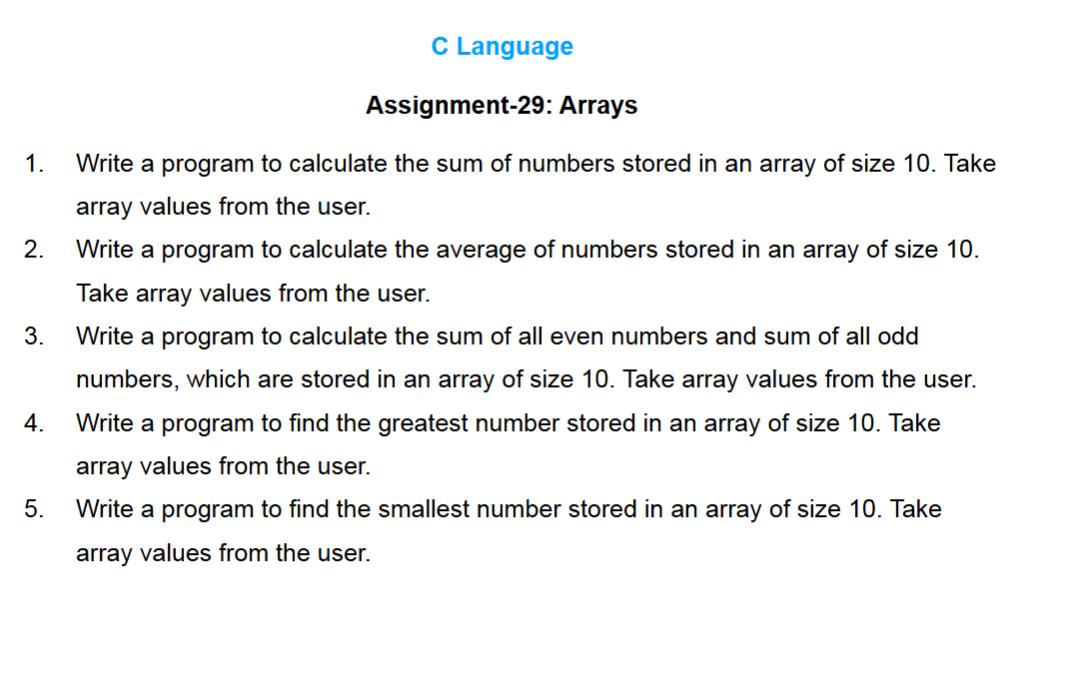 C Language
Assignment-29: Arrays
1. Write a program to calculate the sum of numbers stored in an array of size 10. Take
array values from the user.
2. Write a program to calculate the average of numbers stored in an array of size 10.
Take array values from the user.
3. Write a program to calculate the sum of all even numbers and sum of all odd
numbers, which are stored in an array of size 10. Take array values from the user.
4. Write a program to find the greatest number stored in an array of size 10. Take
array values from the user.
5. Write a program to find the smallest number stored in an array of size 10. Take
array values from the user.